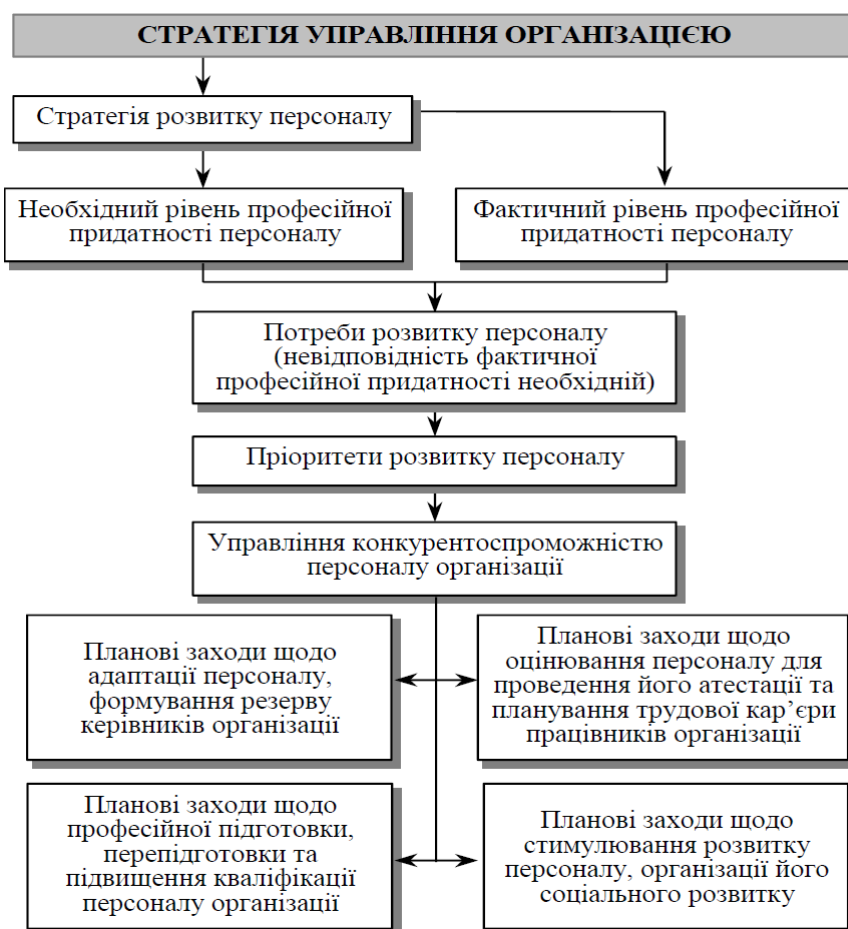 СТРАТЕГІЯ УПРАВЛІННЯ ОРГАНІЗАЦІЄЮ
Стратегія розвитку персоналу
Необхідний рівень професійної
придатності персоналу
Фактичний рівень професійної
придатності персоналу
Потреби розвитку персоналу
(невідповідність фактичної
професійної придатності необхідній)
Пріоритети розвитку персоналу
Управління конкурентоспроможністю
персоналу організації
Планові заходи щодо
адаптації персоналу,
формування резерву
керівників організації
Планові заходи щодо
оцінювання персоналу для
проведення його атестації та
планування трудової кар’єри
працівників організації
Планові заходи щодо
професійної підготовки,
перепідготовки та
підвищення кваліфікації
персоналу організації
Планові заходи щодо
стимулювання розвитку
персоналу, організації його
соціального розвитку